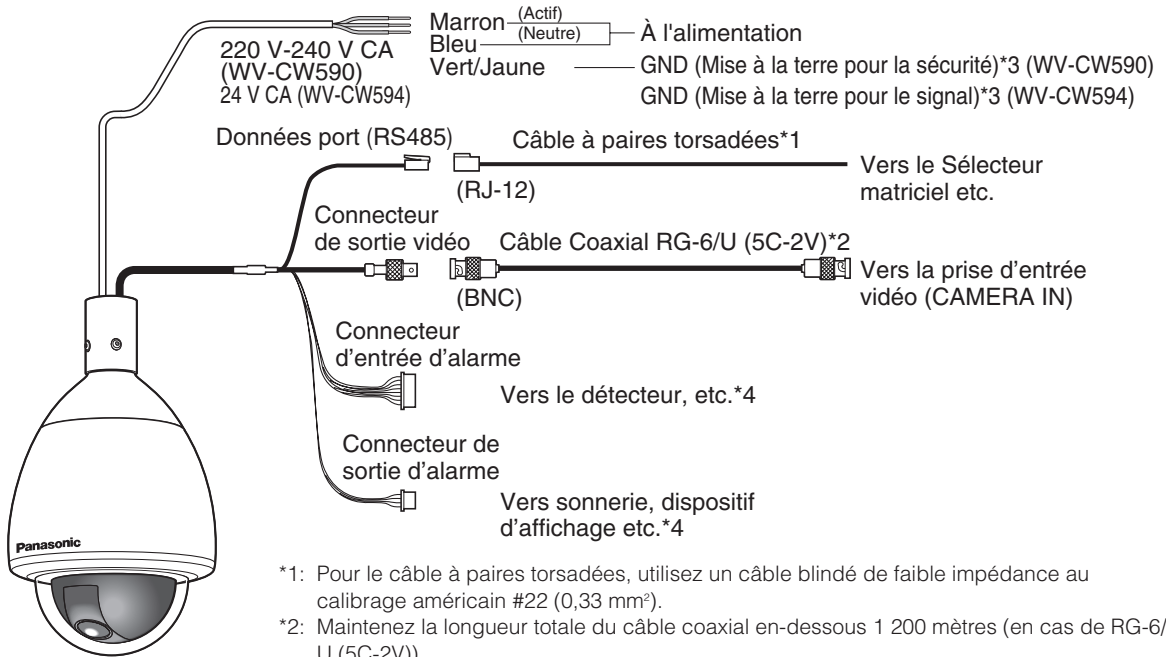 Marron (Actif)
Bleu (Neutre)
À l'alimentation
Vert/Jaune
220 V-240 V CA
(WV-CW590)
24 V CA (WV-CW594)
GND (Mise à la terre pour la sécurité)*3 (WV-CW590)
GND (Mise à la terre pour le signal)*3 (WV-CW594)
Données port (RS485)
Câble à paires torsadées*1
(RJ-12)
Vers le Sélecteur
matriciel etc.
Connecteur
de sortie vidéo
Câble Coaxial RG-6/U (5C-2V)*2
(BNC)
Vers la prise d'entrée
vidéo (CAMERA IN)
Connecteur
d'entrée d'alarme
Vers le détecteur, etc.*4
Connecteur de
sortie d'alarme
Vers sonnerie, dispositif
d'affichage etc.*4
Panasonic
*1: Pour le câble à paires torsadées, utilisez un câble blindé de faible impédance au
calibrage américain #22 (0,33 mm²).
*2: Maintenez la longueur totale du câble coaxial en-dessous 1 200 mètres (en cas de RG-6/
U (5C-2V))